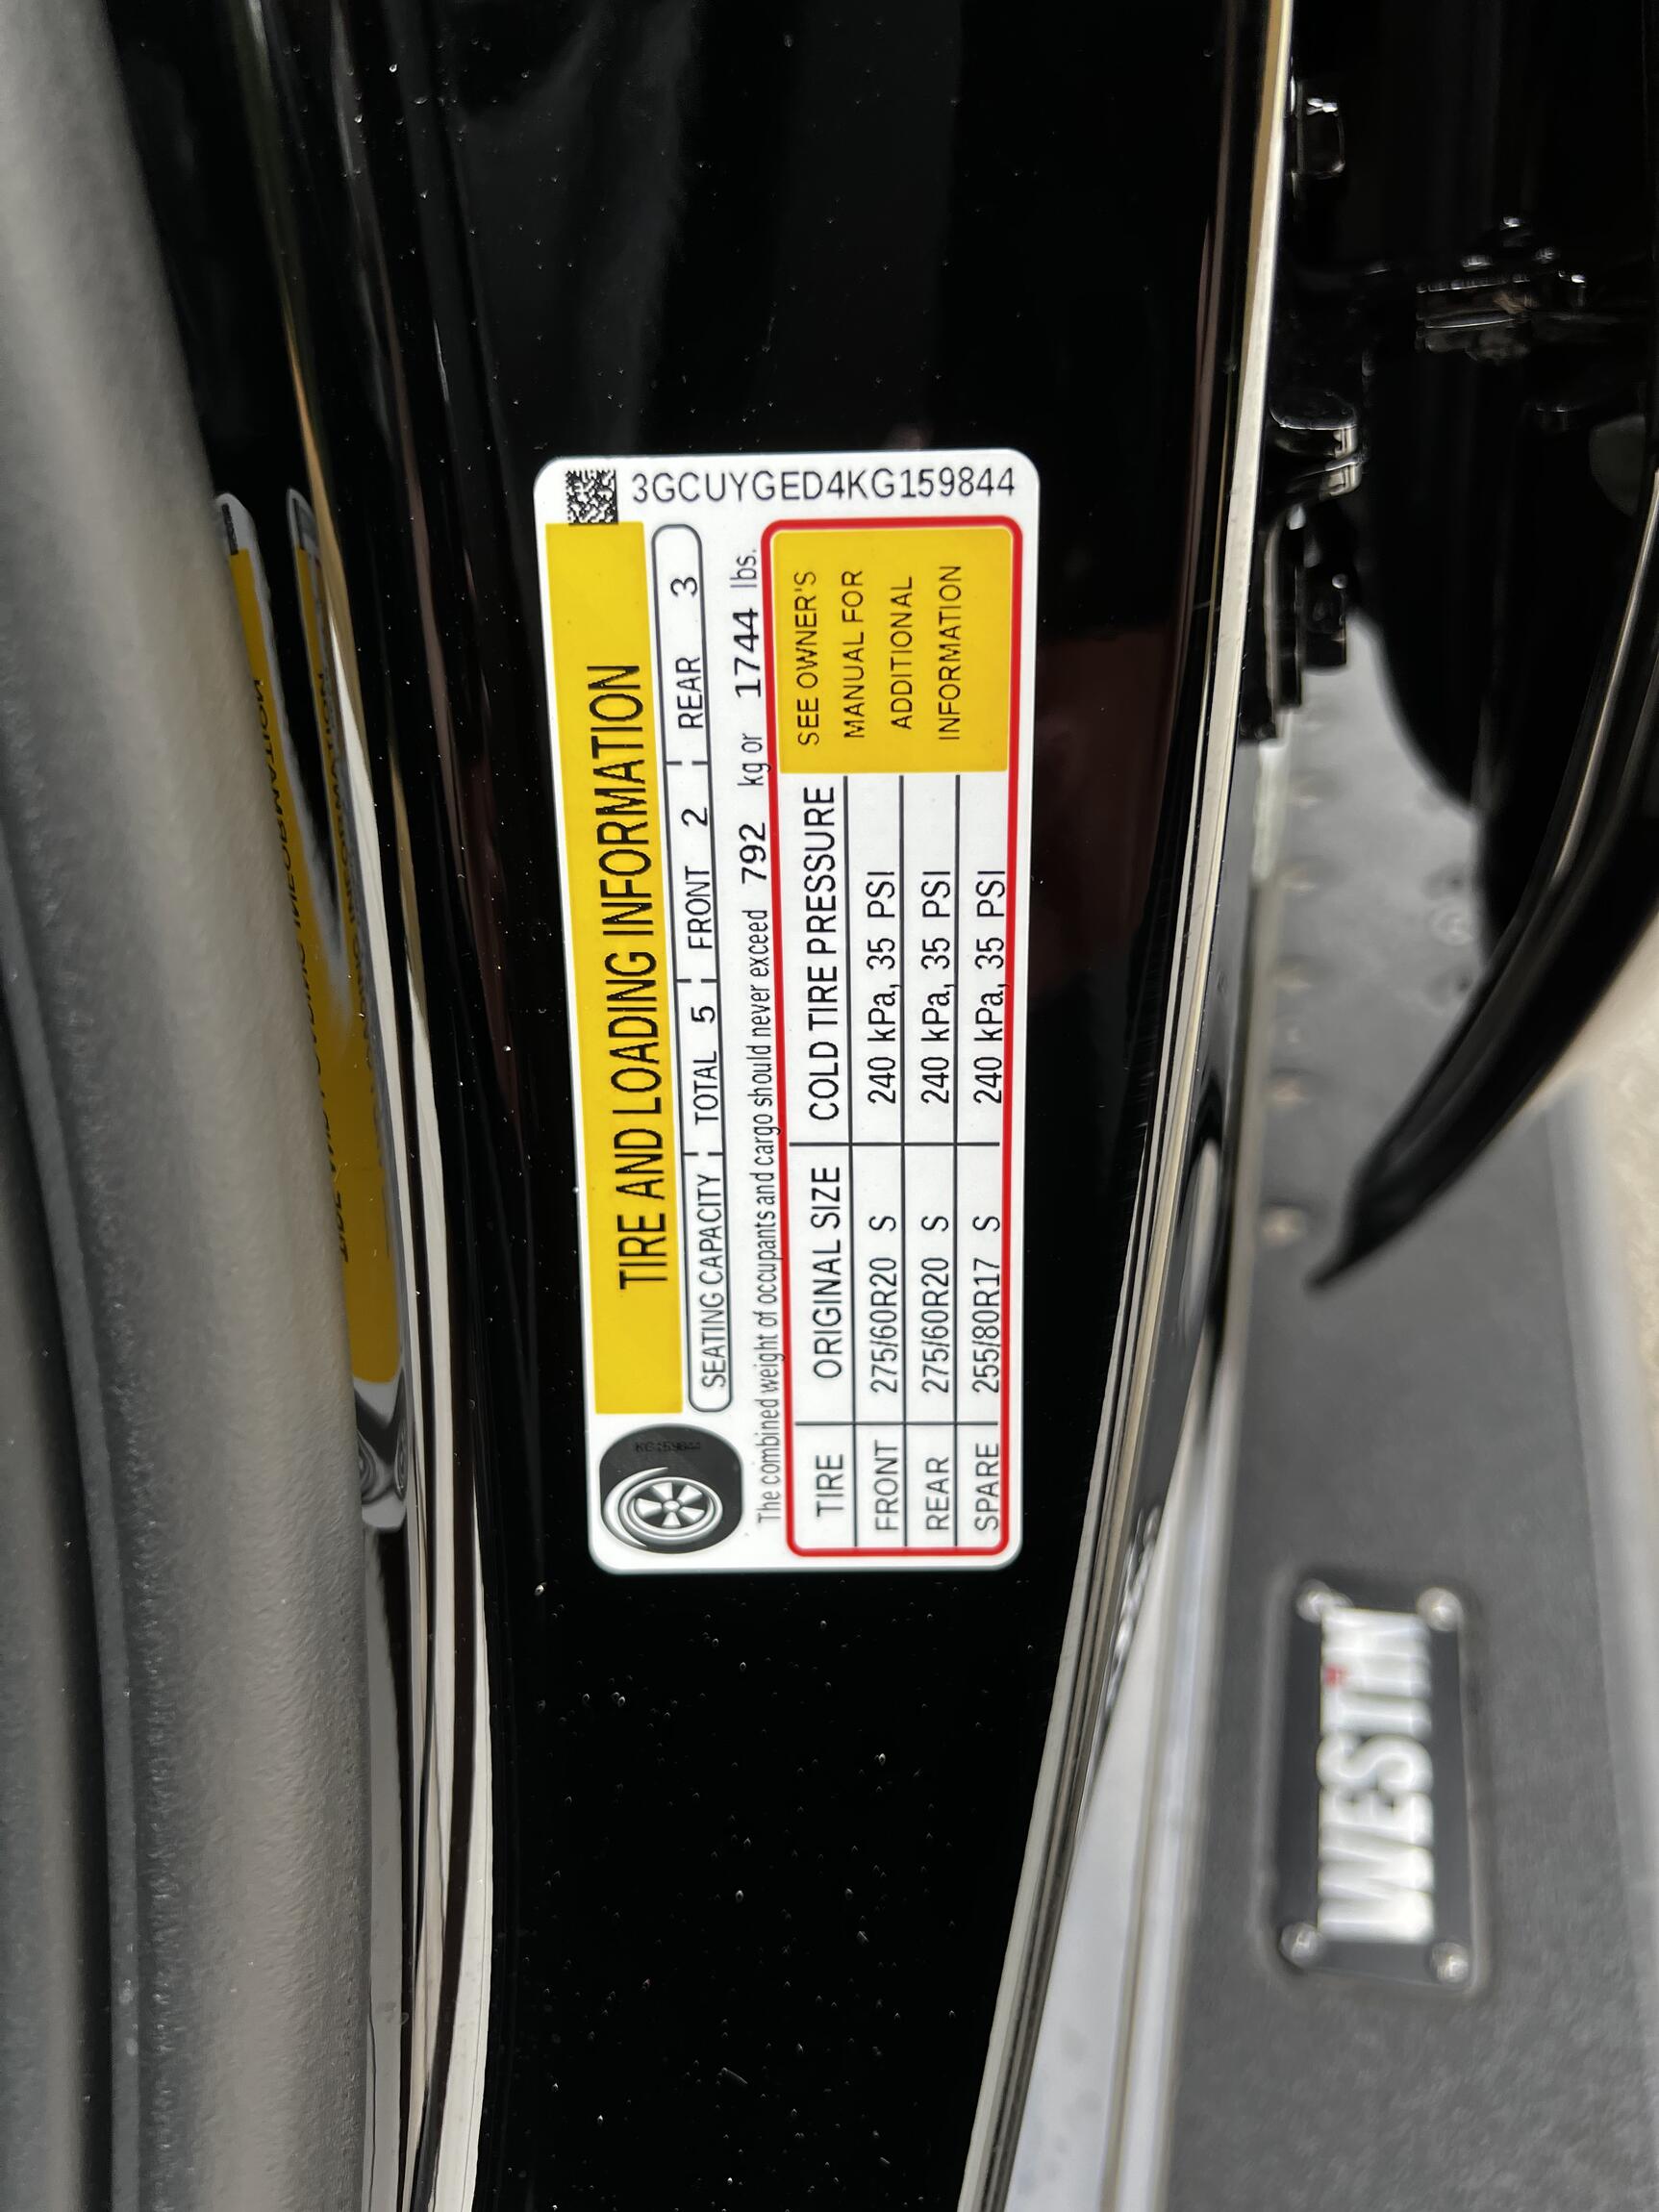 3GCUYGED4KG159844
TIRE AND LOADING INFORMATION
SEATING CAPACITY TOTAL 5 FRONT 2 REAR 3
The combined weight of occupants and cargo should never exceed 792 kg or 1744 lbs.
TIRE ORIGINAL SIZE COLD TIRE PRESSURE
FRONT 275/60R20 S 240 kPa, 35 PSI
REAR 275/60R20 S 240 kPa, 35 PSI
SPARE 255/80R17 S 240 kPa, 35 PSI
SEE OWNER'S
MANUAL FOR
ADDITIONAL
INFORMATION
KG159844
WESTiN